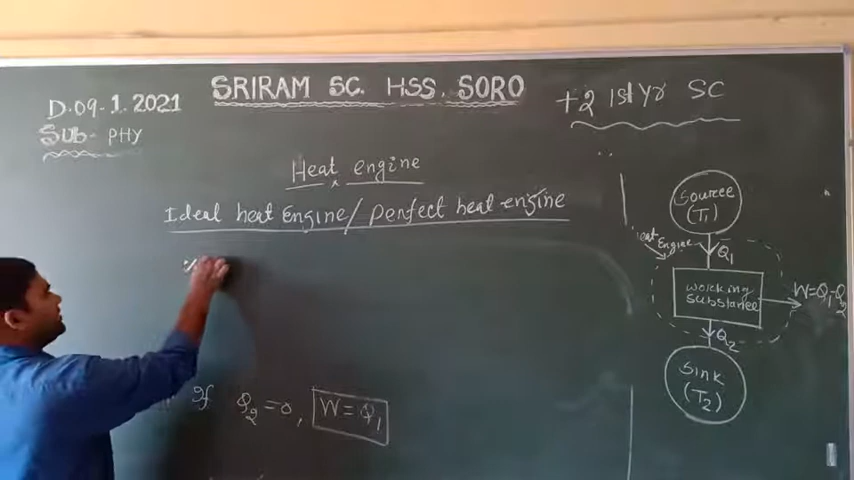 SRIRAM SC. HSS. SORO
D.09-1.2021
Sub- PHY
+2 1st Yr SC
Heat engine
Ideal heat Engine/ perfect heat engine
If Q2 = 0, W = Q1
Source
(T1)
Heat Engine
Q1
working
substance
W=Q1-Q2
Q2
Sink
(T2)